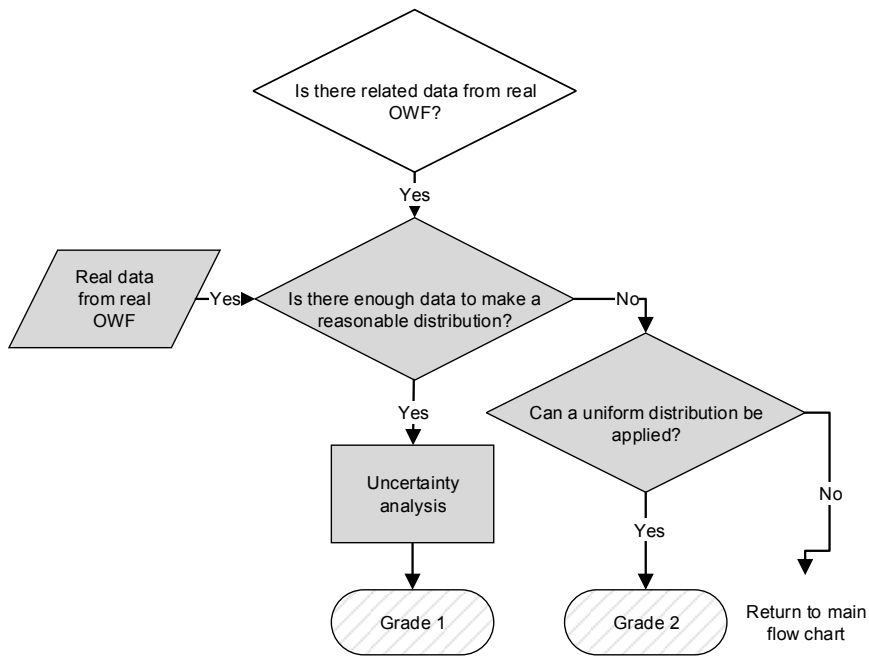 Is there related data from real
OWF?
Yes
Real data
from real
OWF
Yes
Is there enough data to make a
reasonable distribution?
No
Yes
Can a uniform distribution be
applied?
Uncertainty
analysis
No
Yes
Grade 1
Grade 2
Return to main
flow chart